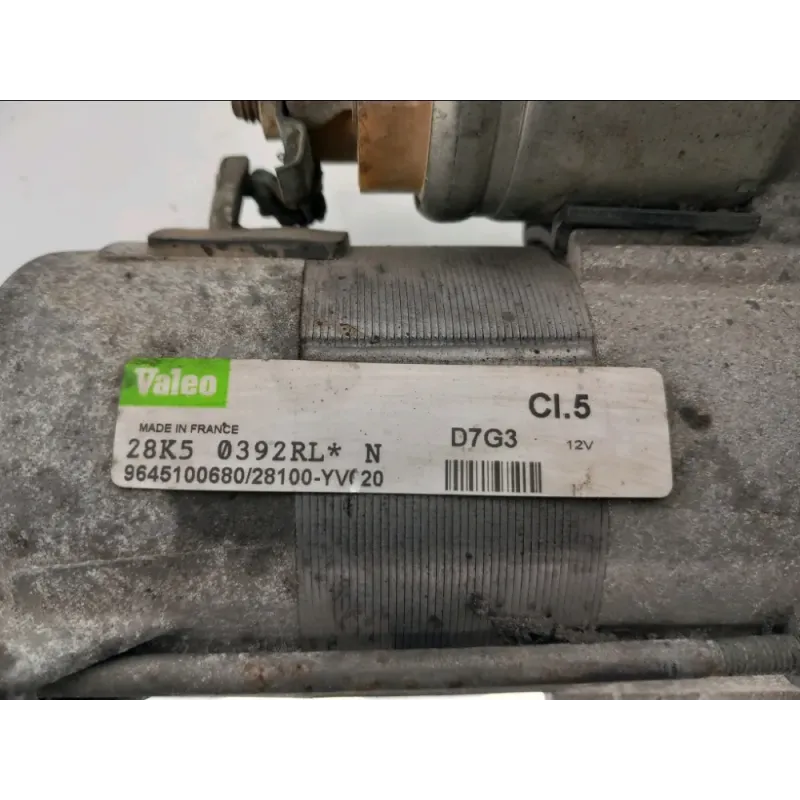 Valeo
Cl.5
MADE IN FRANCE
D7G3
12V
28K5 0392RL* N
9645100680/28100-YV020